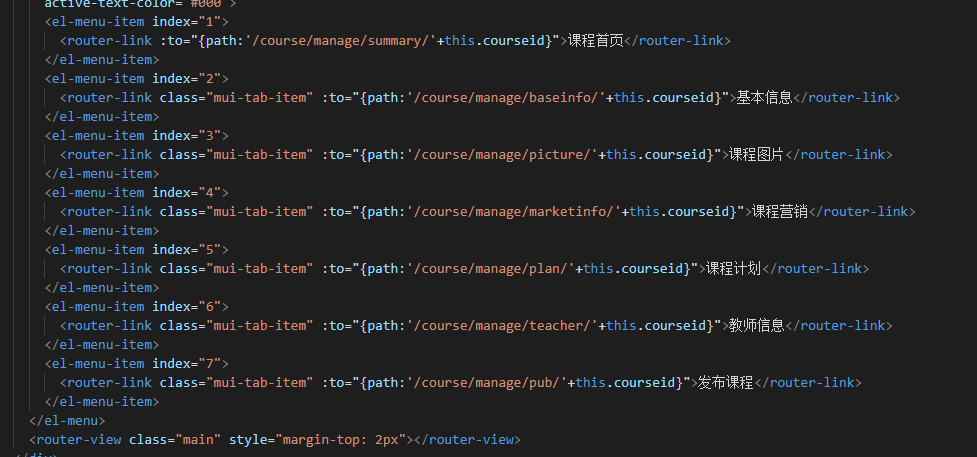 active-text-color="#000">
<el-menu-item index="1">
<router-link :to="{path:'/course/manage/summary/'+this.courseid}">课程首页</router-link>
</el-menu-item>
<el-menu-item index="2">
<router-link class="mui-tab-item" :to="{path:'/course/manage/baseinfo/'+this.courseid}">基本信息</router-link>
</el-menu-item>
<el-menu-item index="3">
<router-link class="mui-tab-item" :to="{path:'/course/manage/picture/'+this.courseid}">课程图片</router-link>
</el-menu-item>
<el-menu-item index="4">
<router-link class="mui-tab-item" :to="{path:'/course/manage/marketinfo/'+this.courseid}">课程营销</router-link>
</el-menu-item>
<el-menu-item index="5">
<router-link class="mui-tab-item" :to="{path:'/course/manage/plan/'+this.courseid}">课程计划</router-link>
</el-menu-item>
<el-menu-item index="6">
<router-link class="mui-tab-item" :to="{path:'/course/manage/teacher/'+this.courseid}">教师信息</router-link>
</el-menu-item>
<el-menu-item index="7">
<router-link class="mui-tab-item" :to="{path:'/course/manage/pub/'+this.courseid}">发布课程</router-link>
</el-menu-item>
</el-menu>
<router-view class="main" style="margin-top: 2px"></router-view>
</div>